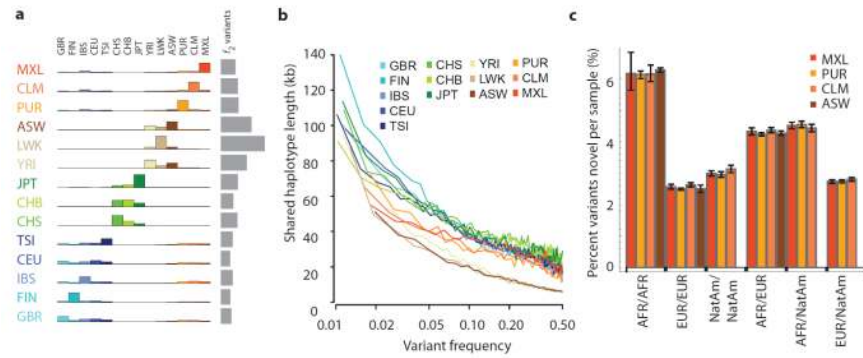 a
GBR FIN IBS CEU TSI CHS CHB JPT YRI LWK ASW PUR CLM MXL
f2 variants
MXL
CLM
PUR
ASW
LWK
YRI
JPT
CHB
CHS
TSI
CEU
IBS
FIN
GBR
b
Shared haplotype length (kb)
140
120
100
80
60
40
20
0
GBR CHS YRI PUR
FIN CHB LWK CLM
IBS JPT ASW MXL
CEU
TSI
0.01 0.02 0.05 0.10 0.20 0.50
Variant frequency
c
Percent variants novel per sample (%)
6
4
2
0
MXL
PUR
CLM
ASW
AFR/AFR
EUR/EUR
NatAm/
NatAm
AFR/EUR
AFR/NatAm
EUR/NatAm